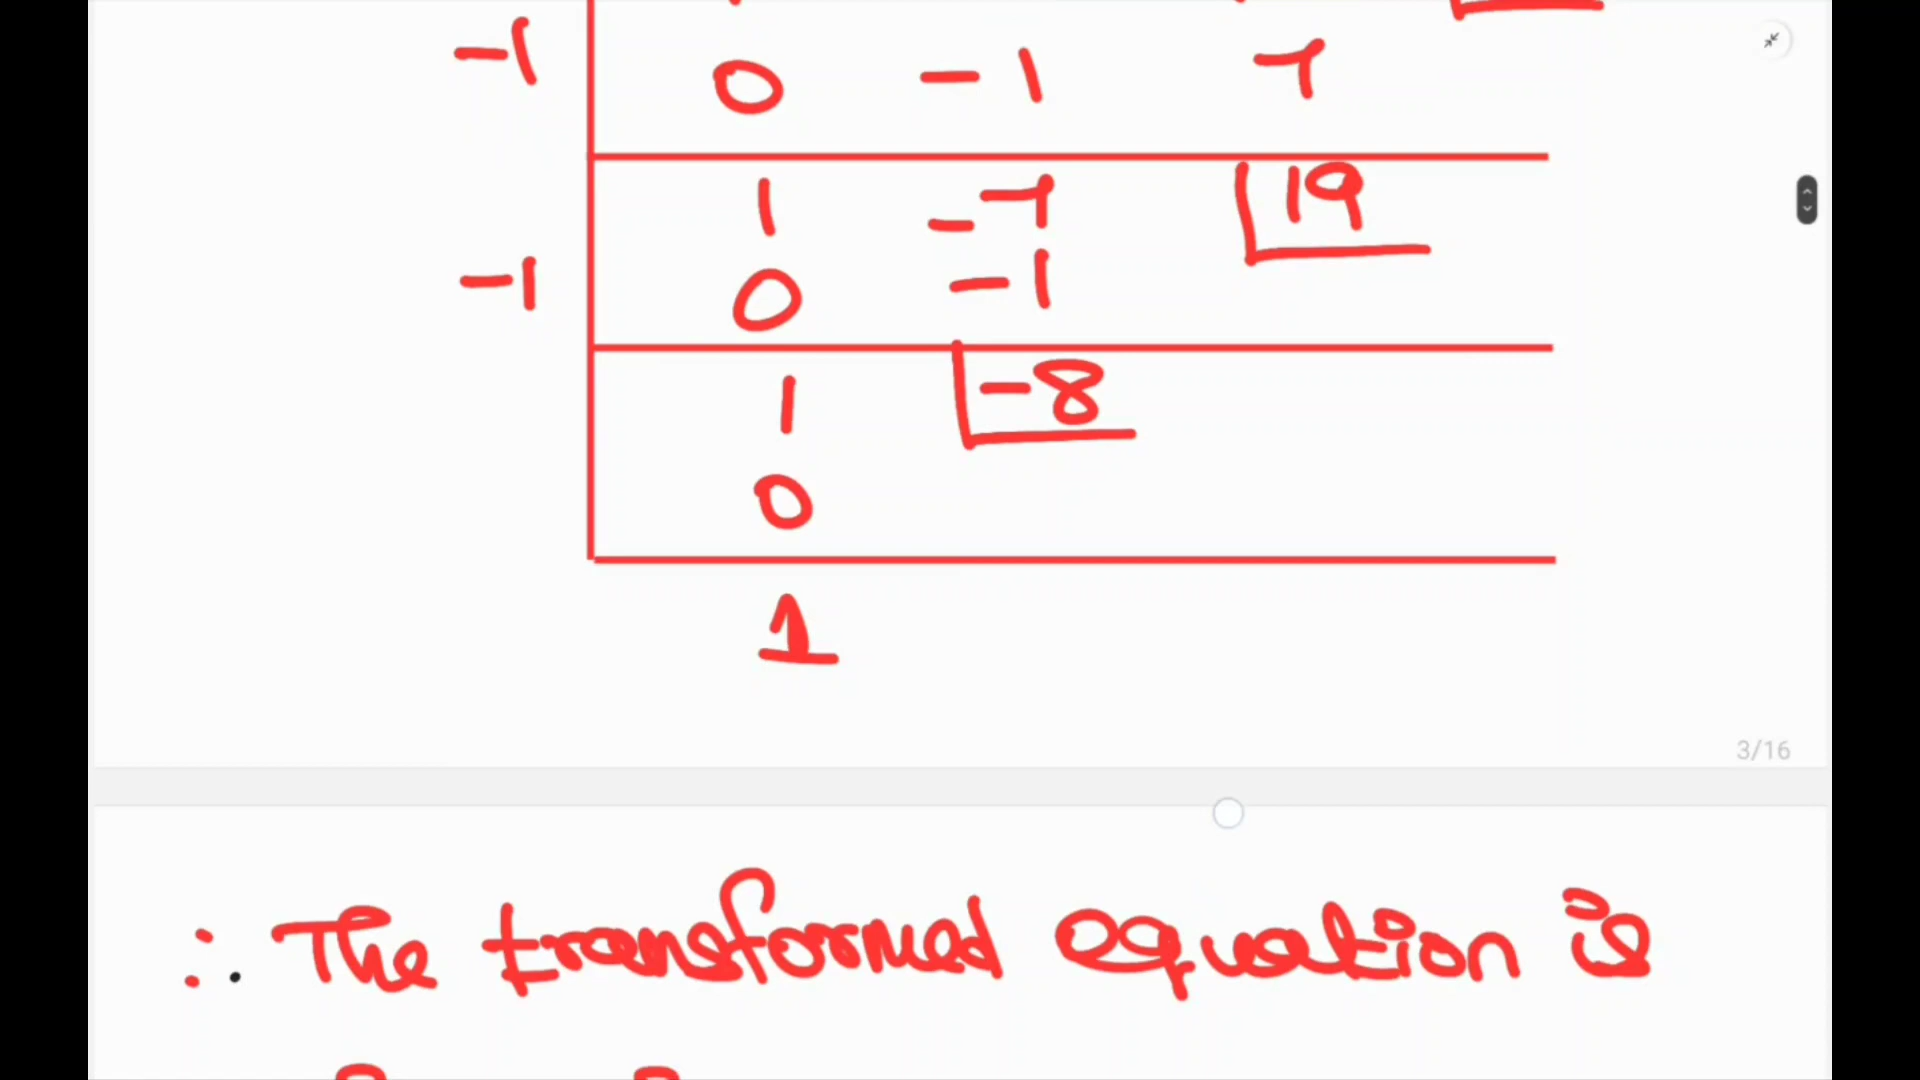 -1 0 -1 7
1 -7 19
-1 0 -1
1 -8
0
1
3/16
∴ The transformed equation is